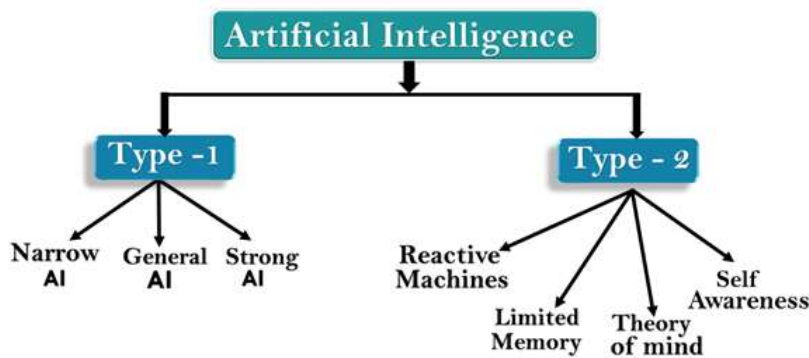 Artificial Intelligence
Type -1
Type - 2
Narrow
AI
General
AI
Strong
AI
Reactive
Machines
Limited
Memory
Theory
of mind
Self
Awareness